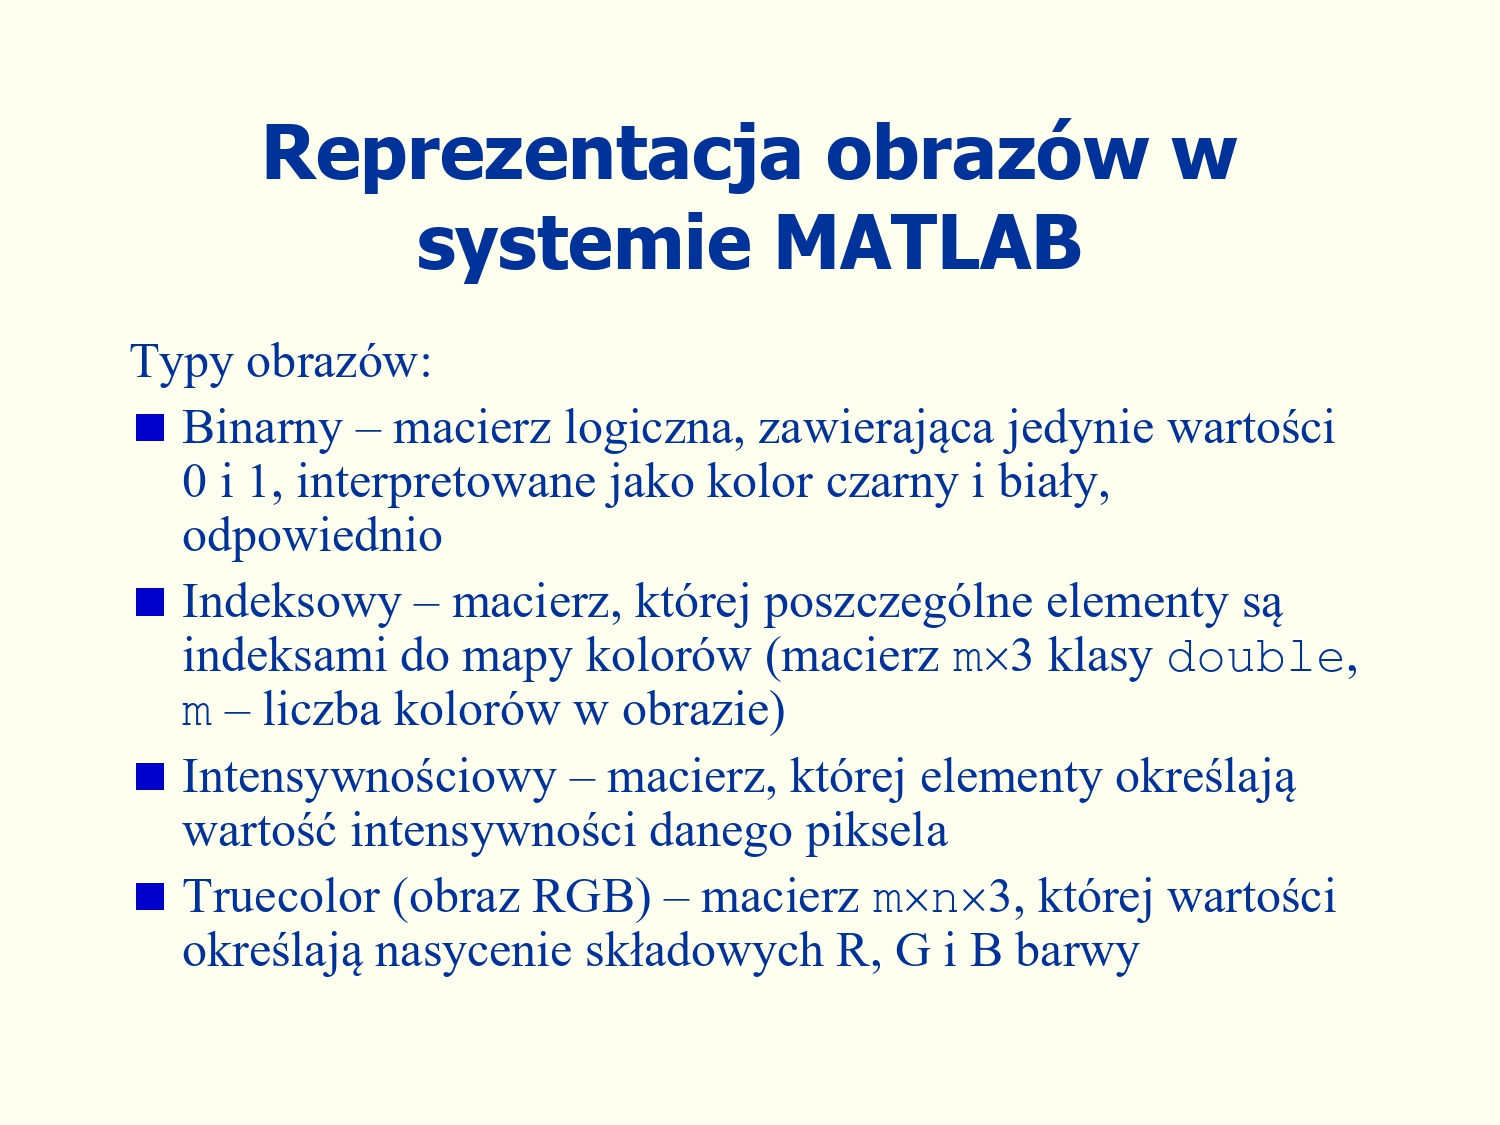 Reprezentacja obrazów w
systemie MATLAB
Typy obrazów:
Binarny – macierz logiczna, zawierająca jedynie wartości
0 i 1, interpretowane jako kolor czarny i biały,
odpowiednio
Indeksowy – macierz, której poszczególne elementy są
indeksami do mapy kolorów (macierz m×3 klasy double,
m – liczba kolorów w obrazie)
Intensywnościowy – macierz, której elementy określają
wartość intensywności danego piksela
Truecolor (obraz RGB) – macierz m×n×3, której wartości
określają nasycenie składowych R, G i B barwy